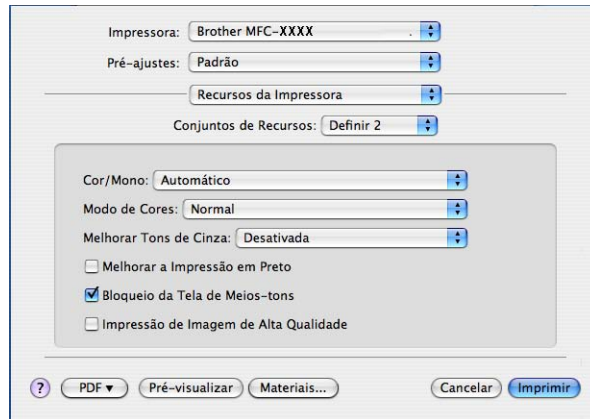 Impressora: Brother MFC-XXXX .
Pré-ajustes: Padrão
Recursos da Impressora
Conjuntos de Recursos: Definir 2
Cor/Mono: Automático
Modo de Cores: Normal
Melhorar Tons de Cinza: Desativada
Melhorar a Impressão em Preto
Bloqueio da Tela de Meios-tons
Impressão de Imagem de Alta Qualidade
? PDF▼ Pré-visualizar Materiais... Cancelar Imprimir